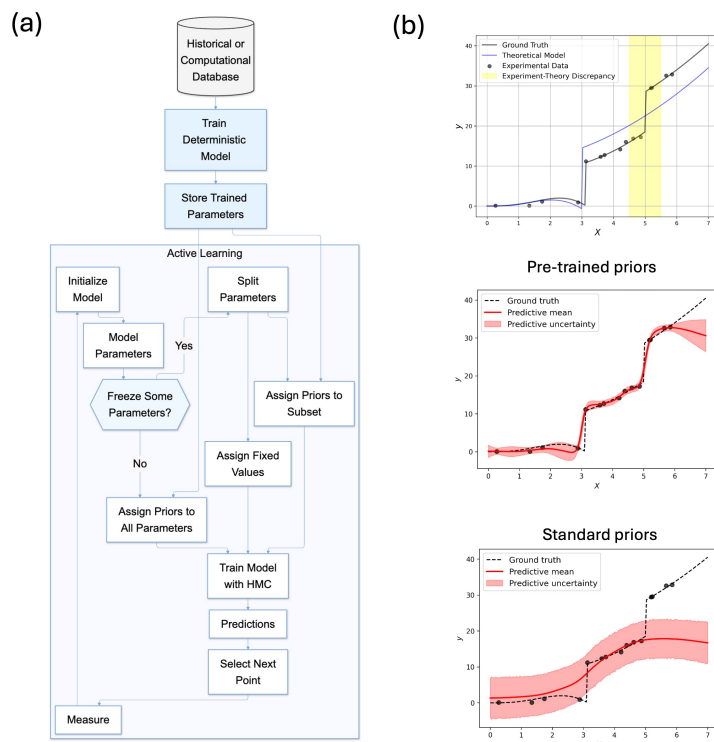 (a)
Historical or
Computational
Database
Train
Deterministic
Model
Store Trained
Parameters
Active Learning
Initialize
Model
Split
Parameters
Model
Parameters
Yes
Freeze Some
Parameters?
Assign Priors to
Subset
No
Assign Fixed
Values
Assign Priors to
All Parameters
Train Model
with HMC
Predictions
Select Next
Point
Measure
(b)
Ground Truth
Theoretical Model
Experimental Data
Experiment-Theory Discrepancy
40
30
20
10
0
y
0 1 2 3 4 5 6 7
X
Pre-trained priors
Ground truth
Predictive mean
Predictive uncertainty
40
30
20
10
0
y
0 1 2 3 4 5 6 7
X
Standard priors
Ground truth
Predictive mean
Predictive uncertainty
40
30
20
10
0
y
0 1 2 3 4 5 6 7